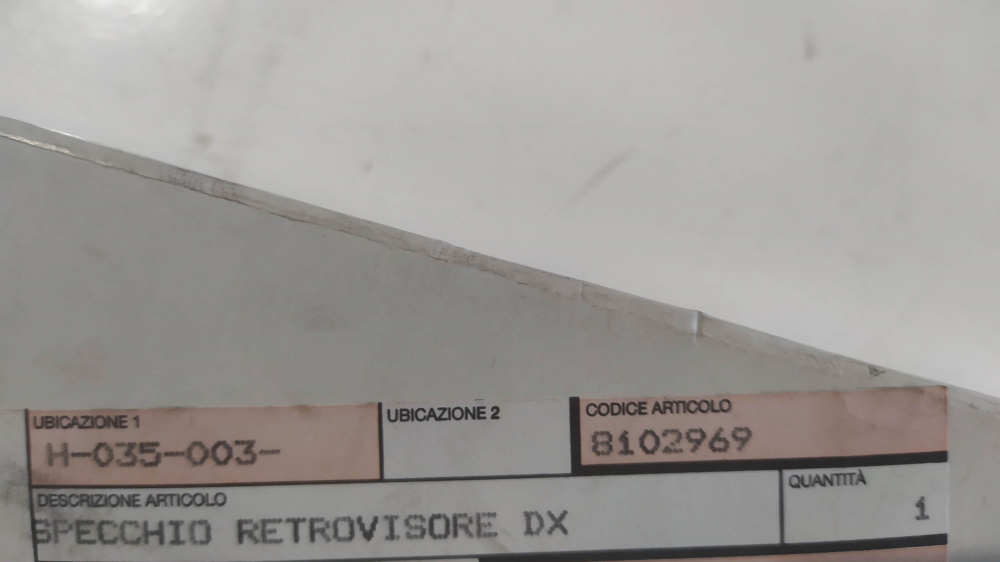 UBICAZIONE 1
H-035-003-
UBICAZIONE 2
CODICE ARTICOLO
8102969
DESCRIZIONE ARTICOLO
SPECCHIO RETROVISORE DX
QUANTITÀ
1